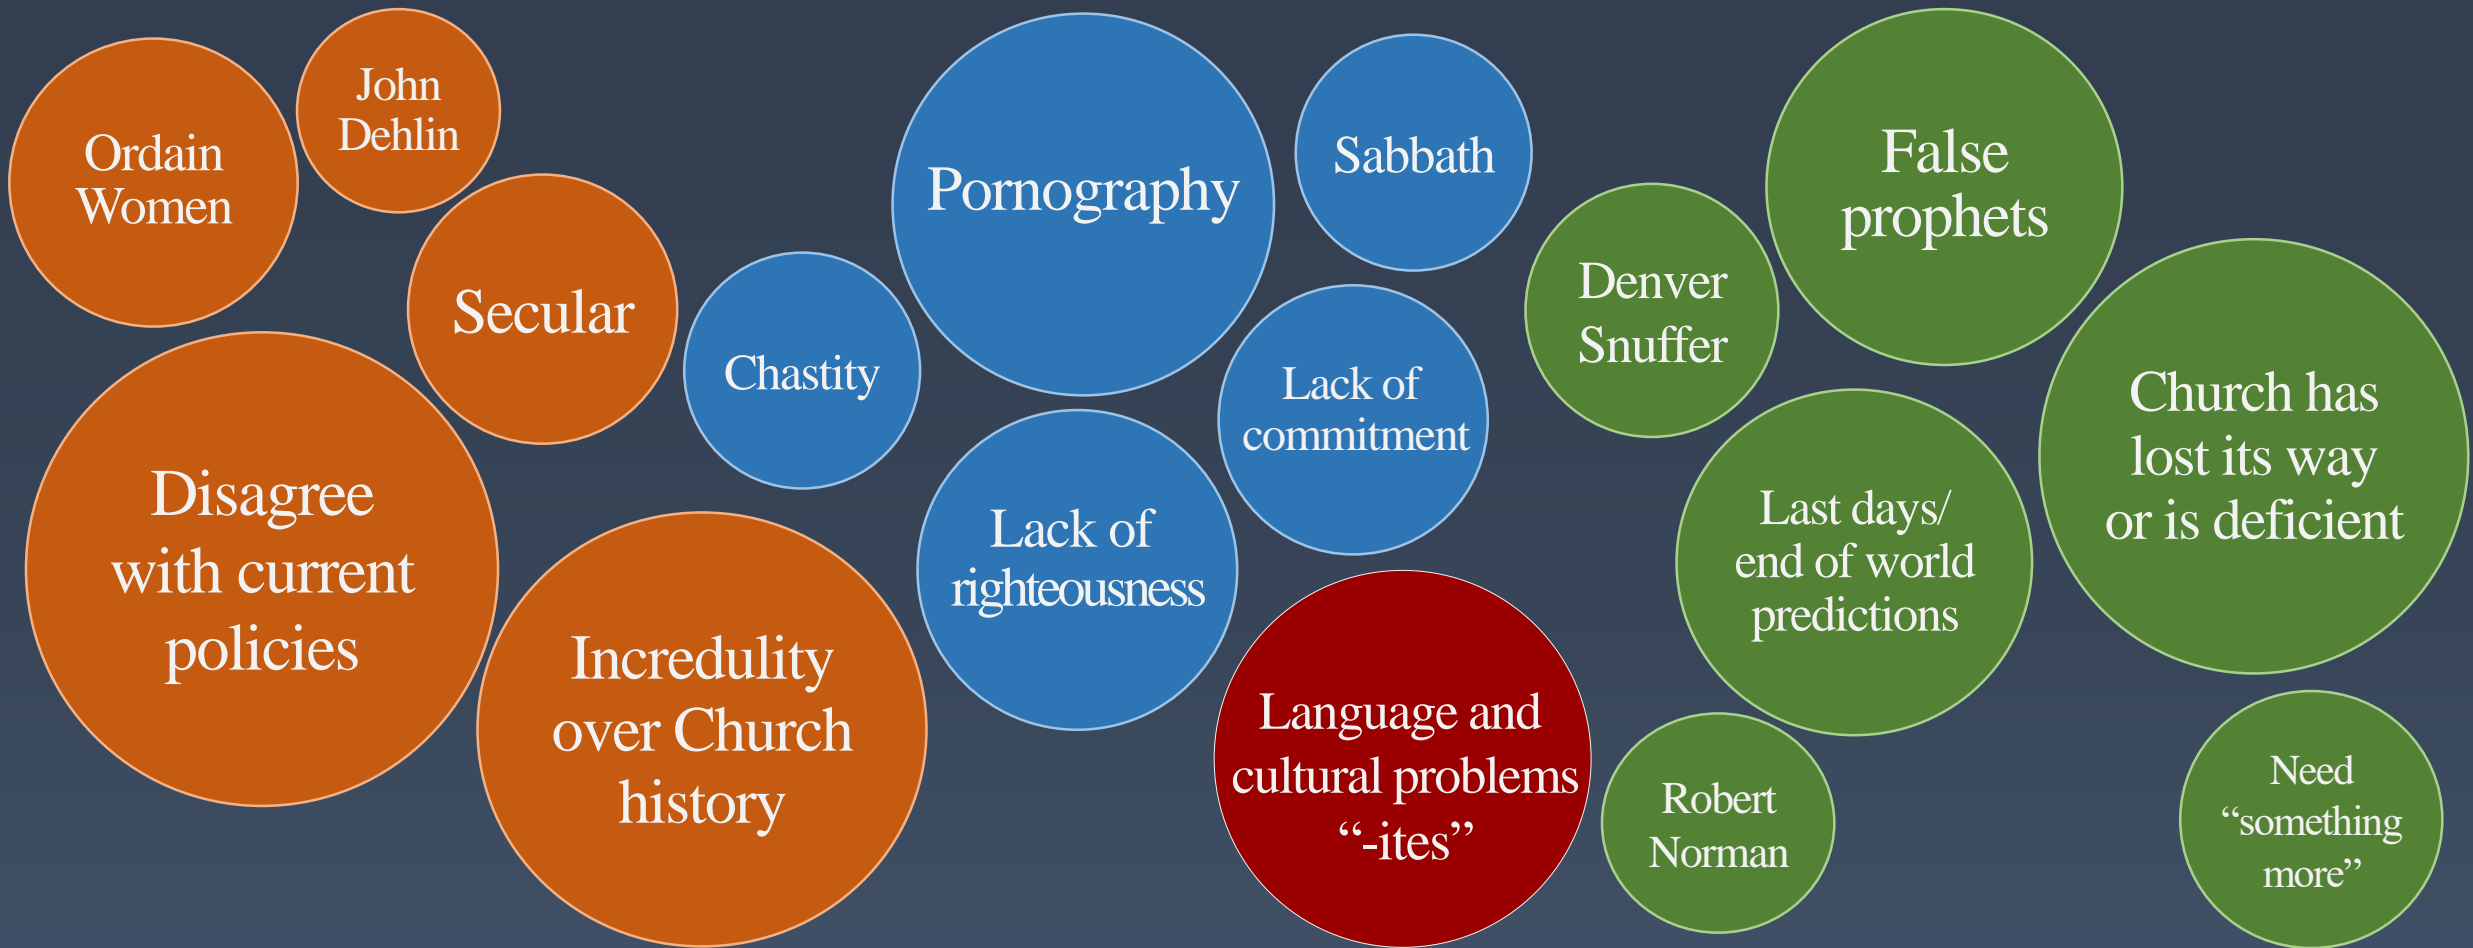 Ordain
Women
John
Dehlin
Secular
Disagree
with current
policies
Incredulity
over Church
history
Chastity
Pornography
Sabbath
Lack of
commitment
Lack of
righteousness
Language and
cultural problems
“-ites”
Denver
Snuffer
False
prophets
Church has
lost its way
or is deficient
Last days/
end of world
predictions
Robert
Norman
Need
“something
more”